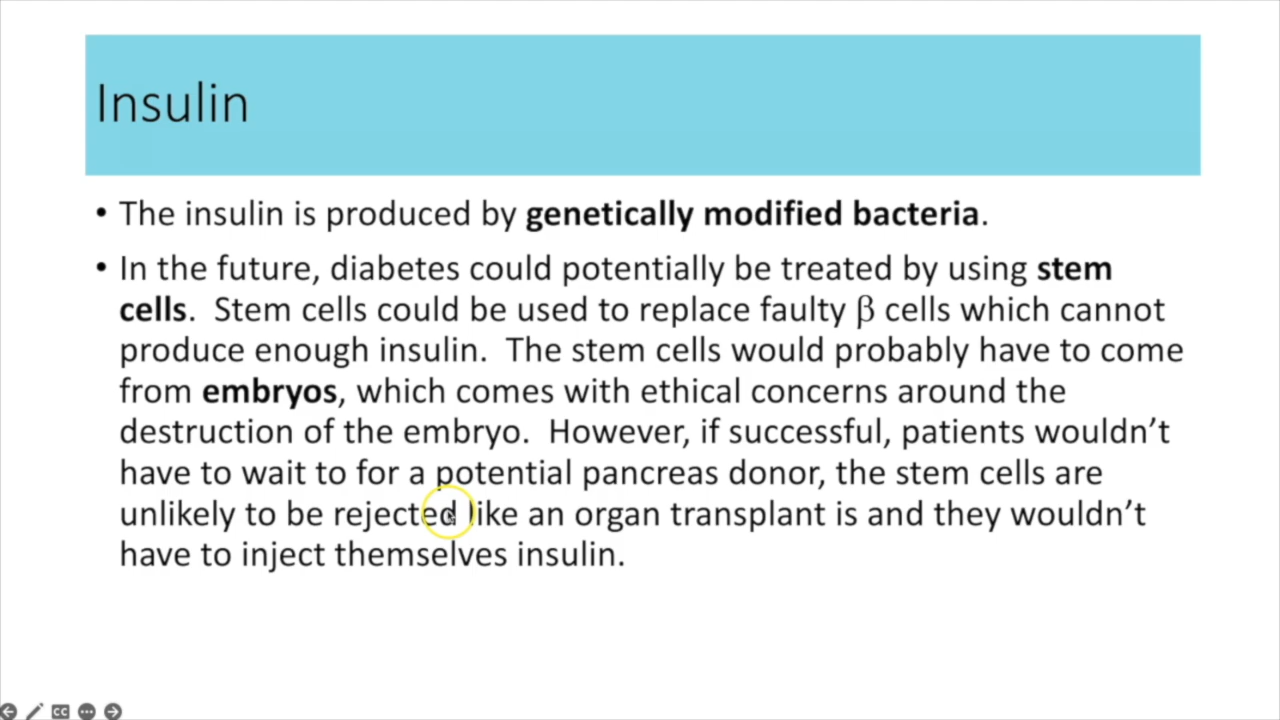 Insulin
• The insulin is produced by genetically modified bacteria.
• In the future, diabetes could potentially be treated by using stem
cells.  Stem cells could be used to replace faulty β cells which cannot
produce enough insulin.  The stem cells would probably have to come
from embryos, which comes with ethical concerns around the
destruction of the embryo.  However, if successful, patients wouldn’t
have to wait to for a potential pancreas donor, the stem cells are
unlikely to be rejected like an organ transplant is and they wouldn’t
have to inject themselves insulin.
CC